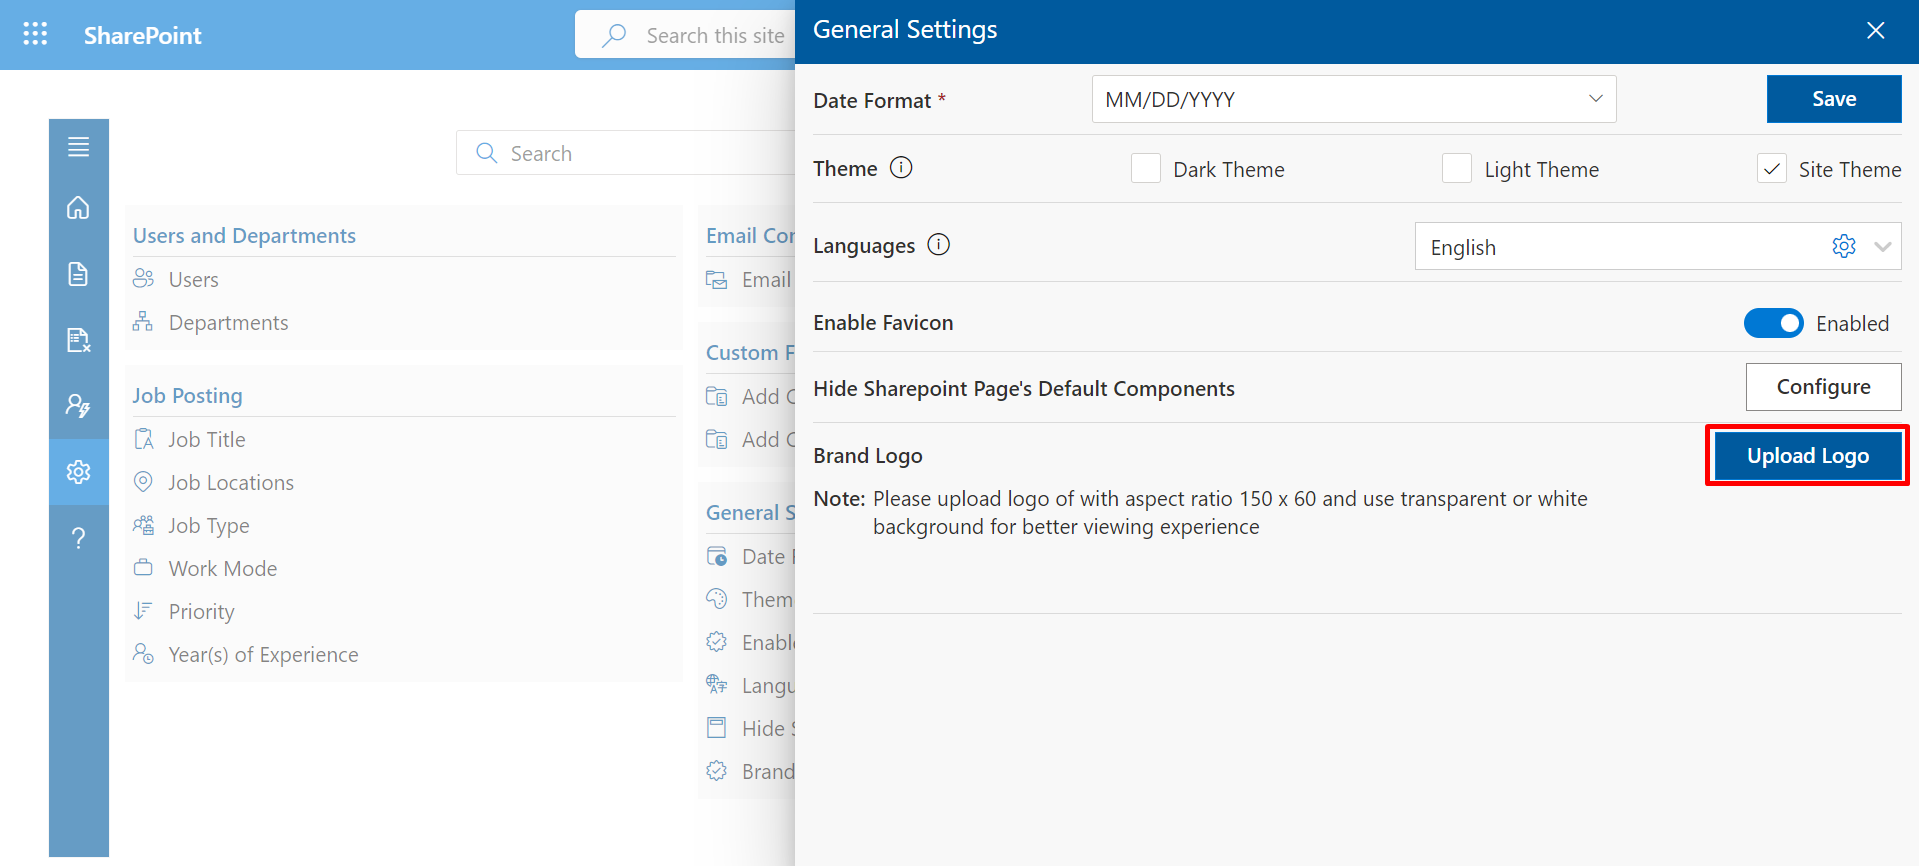 SharePoint
Search this site
Search
Users and Departments
Users
Departments
Job Posting
Job Title
Job Locations
Job Type
Work Mode
Priority
Year(s) of Experience
Email Cor
Email
Custom F
Add C
Add C
General S
Date
Them
Enable
Langu
Hide S
Brand
General Settings
Date Format *
MM/DD/YYYY
Save
Theme
Dark Theme
Light Theme
Site Theme
Languages
English
Enable Favicon
Enabled
Hide Sharepoint Page's Default Components
Configure
Brand Logo
Upload Logo
Note: Please upload logo of with aspect ratio 150 x 60 and use transparent or white
background for better viewing experience